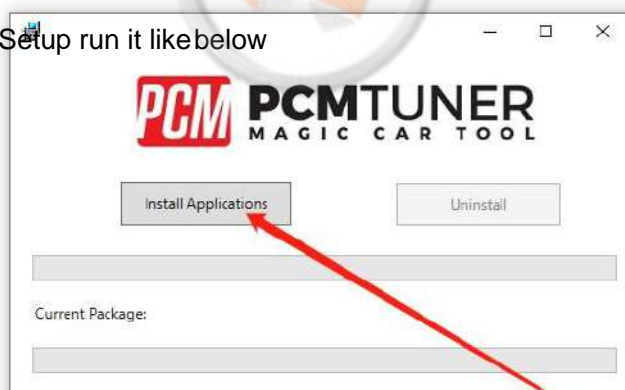 Setup run it like below
PCM PCMTUNER
MAGIC CAR TOOL
Install Applications Uninstall
Current Package: